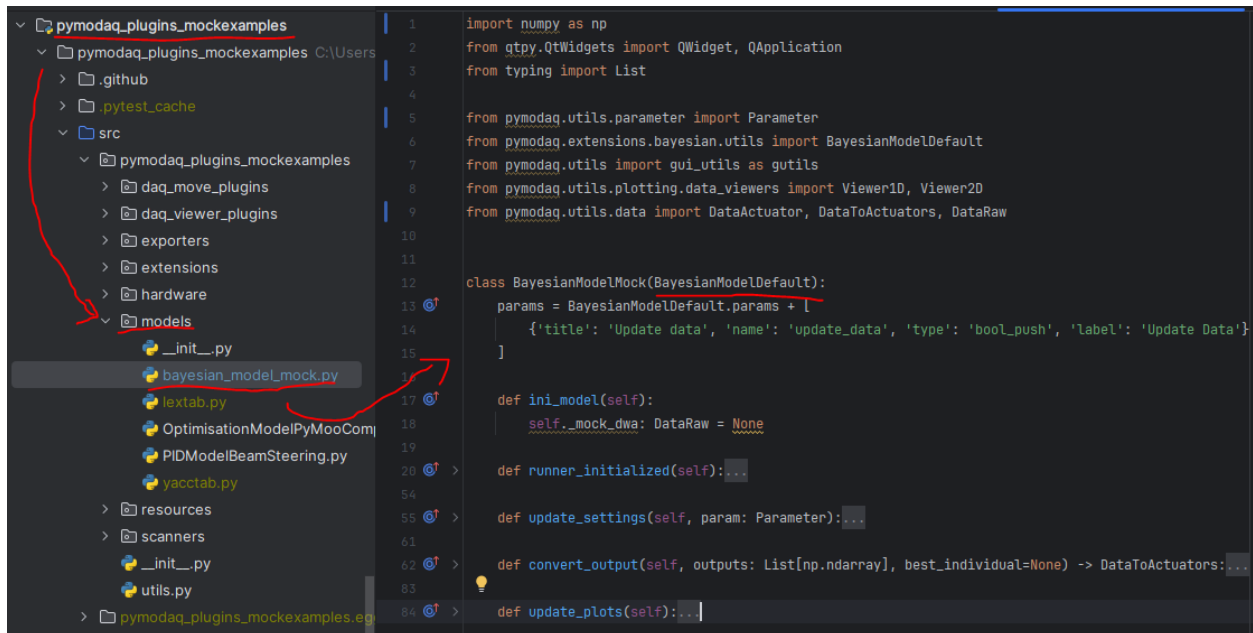 pymodaq_plugins_mockexamples
pymodaq_plugins_mockexamples C:\Users
.github
.pytest_cache
src
pymodaq_plugins_mockexamples
daq_move_plugins
daq_viewer_plugins
exporters
extensions
hardware
models
__init__.py
bayesian_model_mock.py
lextab.py
OptimisationModelPyMooCom
PIDModelBeamSteering.py
yacctab.py
resources
scanners
__init__.py
utils.py
pymodaq_plugins_mockexamples.eg
1 import numpy as np
2 from qtpy.QtWidgets import QWidget, QApplication
3 from typing import List
4
5 from pymodaq.utils.parameter import Parameter
6 from pymodaq.extensions.bayesian.utils import BayesianModelDefault
7 from pymodaq.utils import gui_utils as gutils
8 from pymodaq.utils.plotting.data_viewers import Viewer1D, Viewer2D
9 from pymodaq.utils.data import DataActuator, DataToActuators, DataRaw
10
11
12 class BayesianModelMock(BayesianModelDefault):
13 params = BayesianModelDefault.params + [
14 {'title': 'Update data', 'name': 'update_data', 'type': 'bool_push', 'label': 'Update Data'}
15 ]
16
17 def ini_model(self):
18 self._mock_dwa: DataRaw = None
19
20 def runner_initialized(self):...
54
55 def update_settings(self, param: Parameter):...
61
62 def convert_output(self, outputs: List[np.ndarray], best_individual=None) -> DataToActuators:...
83
84 def update_plots(self):...